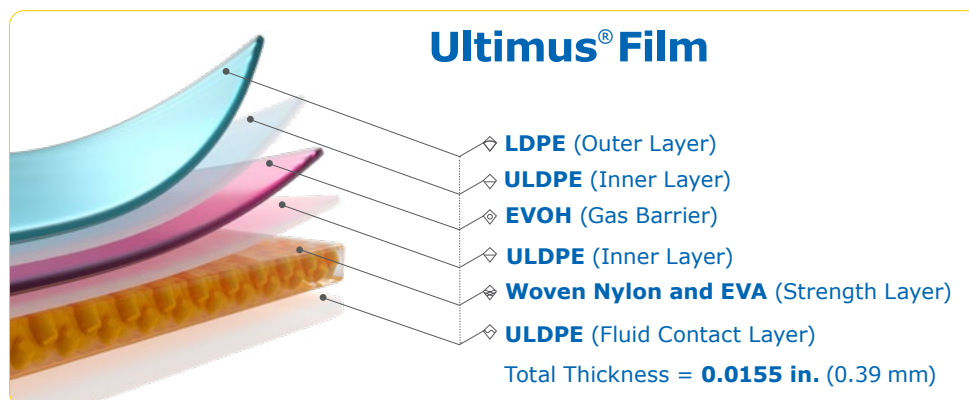 Ultimus® Film
LDPE (Outer Layer)
ULDPE (Inner Layer)
EVOH (Gas Barrier)
ULDPE (Inner Layer)
Woven Nylon and EVA (Strength Layer)
ULDPE (Fluid Contact Layer)
Total Thickness = 0.0155 in. (0.39 mm)